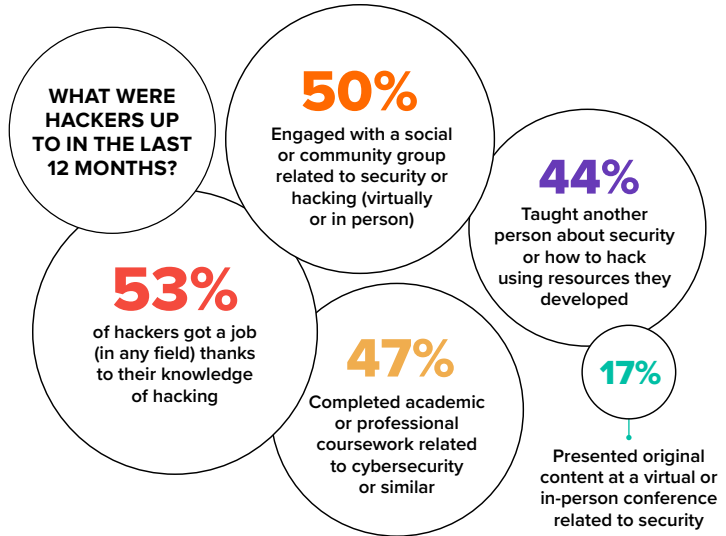 WHAT WERE
HACKERS UP
TO IN THE LAST
12 MONTHS?
50%
Engaged with a social
or community group
related to security or
hacking (virtually
or in person)
44%
Taught another
person about security
or how to hack
using resources they
developed
53%
of hackers got a job
(in any field) thanks
to their knowledge
of hacking
47%
Completed academic
or professional
coursework related
to cybersecurity
or similar
17%
Presented original
content at a virtual or
in-person conference
related to security